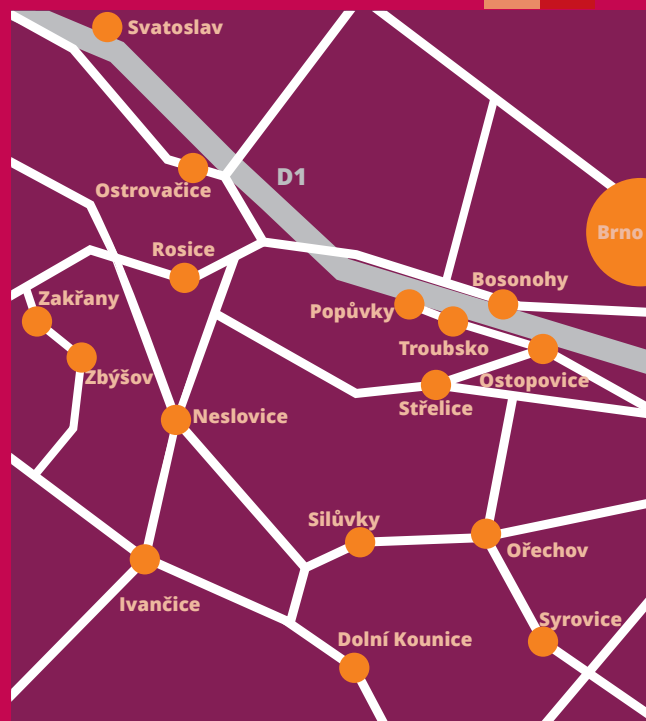 Svatoslav
D1
Ostrovačice
Brno
Rosice
Bosonohy
Zakřany
Popůvky
Troubsko
Zbýšov
Ostopovice
Střelice
Neslovice
Silůvky
Ořechov
Ivančice
Syrovice
Dolní Kounice